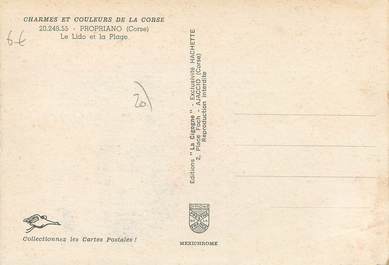 CHARMES ET COULEURS DE LA CORSE
20.248.55 - PROPRIANO (Corse)
Le Lido et la Plage.
6€
20)
Editions "La Cigogne" - Exclusivité HACHETTE
2, Place Foch - AJACCIO (Corse)
Reproduction interdite
Collectionnez les Cartes Postales !
MEXICHROME